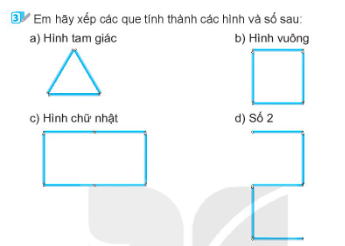 3 Em hãy xếp các que tính thành các hình và số sau:
a) Hình tam giác b) Hình vuông
c) Hình chữ nhật d) Số 2